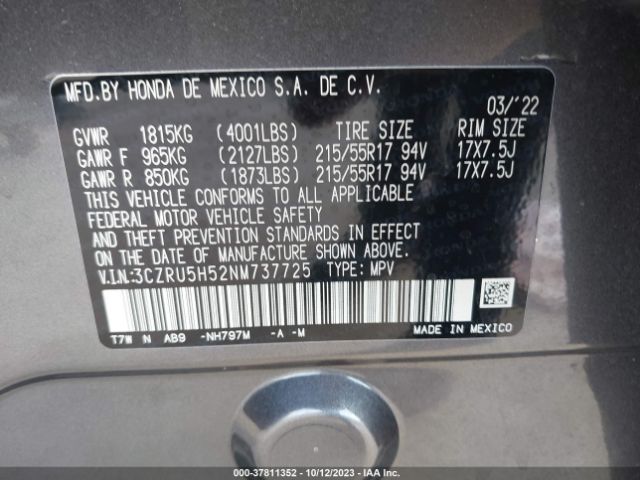 MFD.BY HONDA DE MEXICO S.A. DE C.V.
03/'22
GVWR 1815KG (4001LBS) TIRE SIZE RIM SIZE
GAWR F 965KG (2127LBS) 215/55R17 94V 17X7.5J
GAWR R 850KG (1873LBS) 215/55R17 94V 17X7.5J
THIS VEHICLE CONFORMS TO ALL APPLICABLE
FEDERAL MOTOR VEHICLE SAFETY
AND THEFT PREVENTION STANDARDS IN EFFECT
ON THE DATE OF MANUFACTURE SHOWN ABOVE.
V.I.N:3CZRU5H52NM737725 TYPE: MPV
T7W N AB9 -NH797M -A -M MADE IN MEXICO
000-37811352 | 10/12/2023 | IAA Inc.